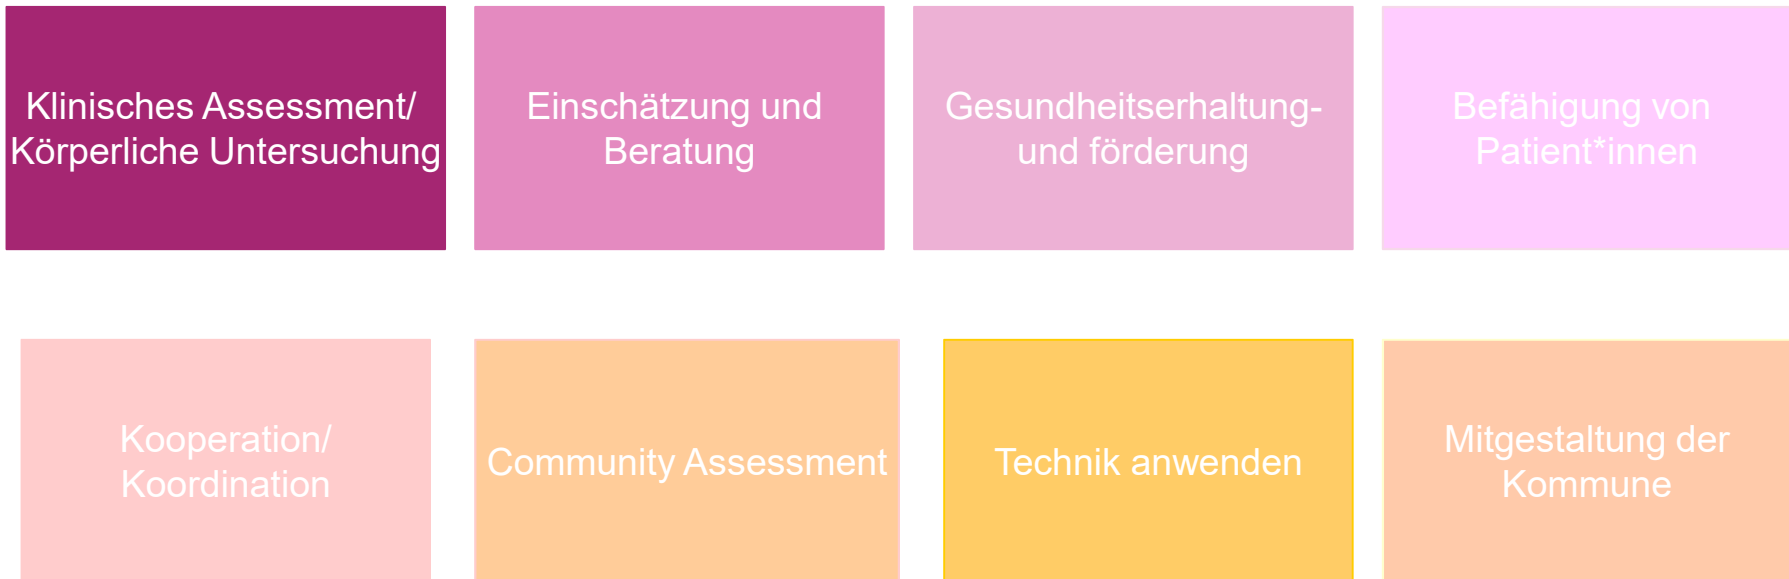 Klinisches Assessment/
Körperliche Untersuchung
Einschätzung und
Beratung
Gesundheitserhaltung-
und förderung
Befähigung von
Patient*innen
Kooperation/
Koordination
Community Assessment
Technik anwenden
Mitgestaltung der
Kommune